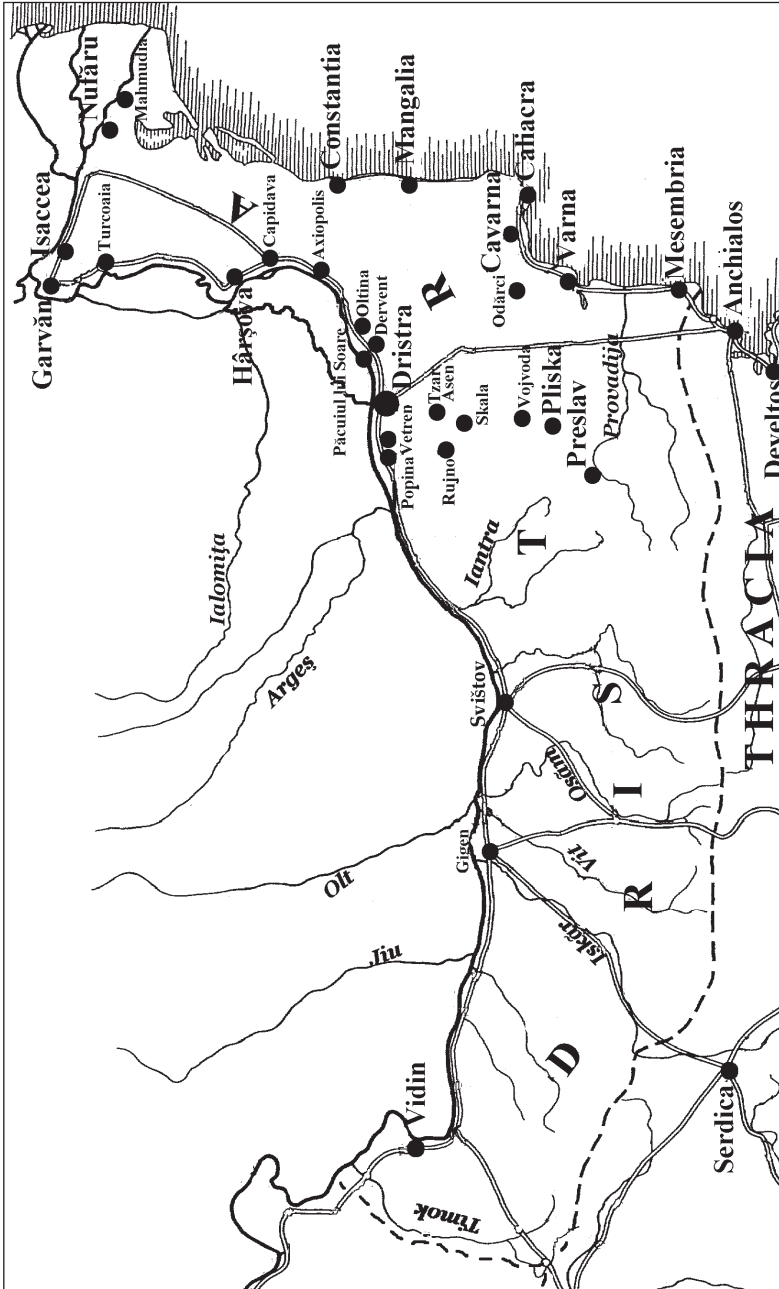 Nufăru
Mahmudia
Isaccea
Turcoaia
Garvăn
Hârşova
Capidava
Axiopolis
Constantia
Mangalia
Oltina
Dervent
Păcuiul lui Soare
Dristra
Vetren
Popina
Caliacra
Cavarna
Odărci
Varna
Mesembria
Anchialos
Develtos
Tzar
Asen
Skala
Rujno
Vojvoda
Pliska
Preslav
Provadija
Ialomiţa
Argeş
Iantra
Svištov
Osăm
Gigen
Vit
Iskăr
Olt
Jiu
Vidin
Timok
Serdica
D
R
I
S
T
R
A
THRACIA